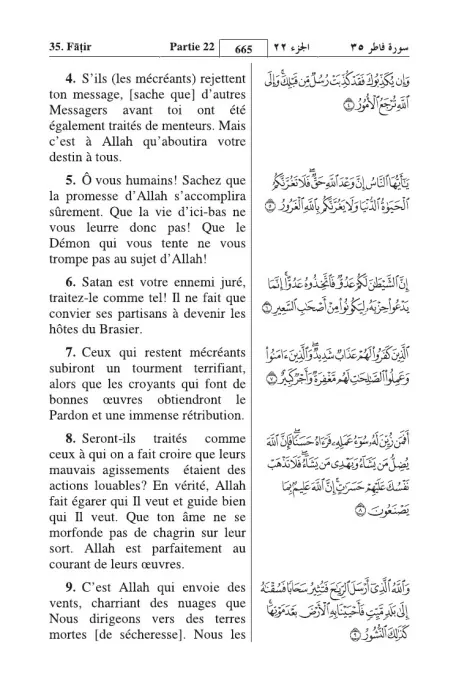 35. Fāṭir Partie 22 665 الجزء ٢٢ سورة فاطر ٣٥
4. S’ils (les mécréants) rejettent
ton message, [sache que] d’autres
Messagers avant toi ont été
également traités de menteurs. Mais
c’est à Allah qu’aboutira votre
destin à tous.
وَإِن يُكَذِّبُوكَ فَقَدۡ كُذِّبَتۡ رُسُلٞ مِّن قَبۡلِكَۚ وَإِلَى
ٱللَّهِ تُرۡجَعُ ٱلۡأُمُورُ ٤
5. Ô vous humains! Sachez que
la promesse d’Allah s’accomplira
sûrement. Que la vie d’ici-bas ne
vous leurre donc pas! Que le
Démon qui vous tente ne vous
trompe pas au sujet d’Allah!
يَٰٓأَيُّهَا ٱلنَّاسُ إِنَّ وَعۡدَ ٱللَّهِ حَقّٞۖ فَلَا تَغُرَّنَّكُمُ
ٱلۡحَيَوٰةُ ٱلدُّنۡيَا وَلَا يَغُرَّنَّكُم بِٱللَّهِ ٱلۡغَرُورُ ٥
6. Satan est votre ennemi juré,
traitez-le comme tel! Il ne fait que
convier ses partisans à devenir les
hôtes du Brasier.
إِنَّ ٱلشَّيۡطَٰنَ لَكُمۡ عَدُوّٞ فَٱتَّخِذُوهُ عَدُوًّاۚ إِنَّمَا
يَدۡعُواْ حِزۡبَهُۥ لِيَكُونُواْ مِنۡ أَصۡحَٰبِ ٱلسَّعِيرِ ٦
7. Ceux qui restent mécréants
subiront un tourment terrifiant,
alors que les croyants qui font de
bonnes œuvres obtiendront le
Pardon et une immense rétribution.
ٱلَّذِينَ كَفَرُواْ لَهُمۡ عَذَابٞ شَدِيدٞۖ وَٱلَّذِينَ ءَامَنُواْ
وَعَمِلُواْ ٱلصَّٰلِحَٰتِ لَهُم مَّغۡفِرَةٞ وَأَجۡرٞ كَبِيرٌ ٧
8. Seront-ils traités comme
ceux à qui on a fait croire que leurs
mauvais agissements étaient des
actions louables? En vérité, Allah
fait égarer qui Il veut et guide bien
qui Il veut. Que ton âme ne se
morfonde pas de chagrin sur leur
sort. Allah est parfaitement au
courant de leurs œuvres.
أَفَمَن زُيِّنَ لَهُۥ سُوٓءُ عَمَلِهِۦ فَرَءَاهُ حَسَنٗاۖ فَإِنَّ ٱللَّهَ
يُضِلُّ مَن يَشَآءُ وَيَهۡدِي مَن يَشَآءُۖ فَلَا تَذۡهَبۡ
نَفۡسُكَ عَلَيۡهِمۡ حَسَرَٰتٍۚ إِنَّ ٱللَّهَ عَلِيمُۢ بِمَا
يَصۡنَعُونَ ٨
9. C’est Allah qui envoie des
vents, charriant des nuages que
Nous dirigeons vers des terres
mortes [de sécheresse]. Nous les
وَٱللَّهُ ٱلَّذِيٓ أَرۡسَلَ ٱلرِّيَٰحَ فَتُثِيرُ سَحَابٗا فَسُقۡنَٰهُ
إِلَىٰ بَلَدٖ مَّيِّتٖ فَأَحۡيَيۡنَا بِهِ ٱلۡأَرۡضَ بَعۡدَ مَوۡتِهَاۚ
كَذَٰلِكَ ٱلنُّشُورُ ٩